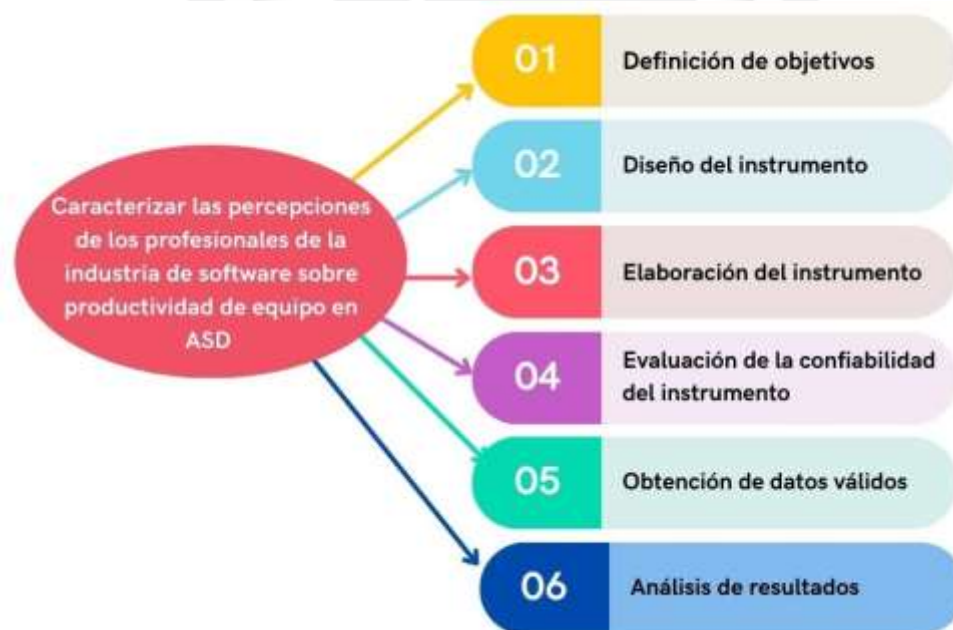 Caracterizar las percepciones
de los profesionales de la
industria de software sobre
productividad de equipo en
ASD
01
Definición de objetivos
02
Diseño del instrumento
03
Elaboración del instrumento
04
Evaluación de la confiabilidad
del instrumento
05
Obtención de datos válidos
06
Análisis de resultados